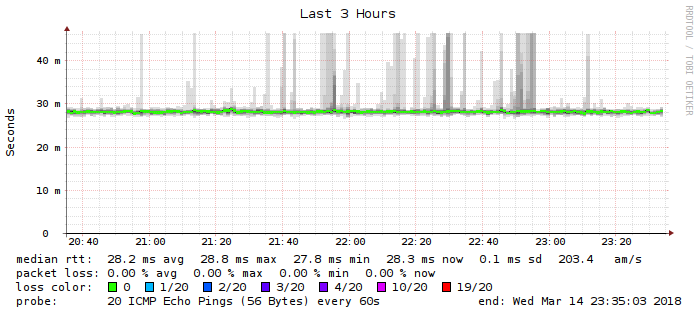 Last 3 Hours
RRDTOOL / TOBI OETIKER
Seconds
40 m
30 m
20 m
10 m
0
20:40 21:00 21:20 21:40 22:00 22:20 22:40 23:00 23:20
median rtt: 28.2 ms avg 28.8 ms max 27.8 ms min 28.3 ms now 0.1 ms sd 203.4 am/s
packet loss: 0.00 % avg 0.00 % max 0.00 % min 0.00 % now
loss color: 0 1/20 2/20 3/20 4/20 10/20 19/20
probe: 20 ICMP Echo Pings (56 Bytes) every 60s end: Wed Mar 14 23:35:03 2018